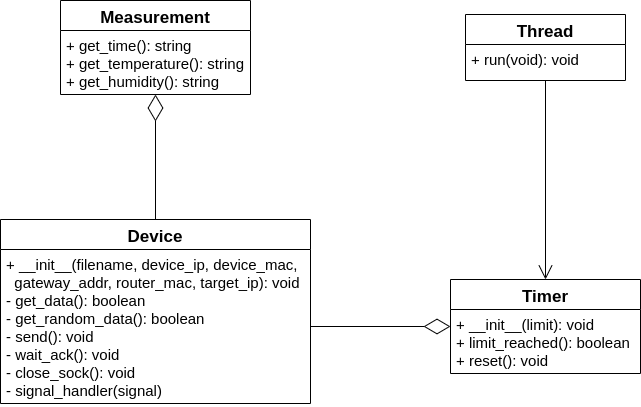 Measurement
+ get_time(): string
+ get_temperature(): string
+ get_humidity(): string
Thread
+ run(void): void
Device
+ __init__(filename, device_ip, device_mac,
gateway_addr, router_mac, target_ip): void
- get_data(): boolean
- get_random_data(): boolean
- send(): void
- wait_ack(): void
- close_sock(): void
- signal_handler(signal)
Timer
+ __init__(limit): void
+ limit_reached(): boolean
+ reset(): void